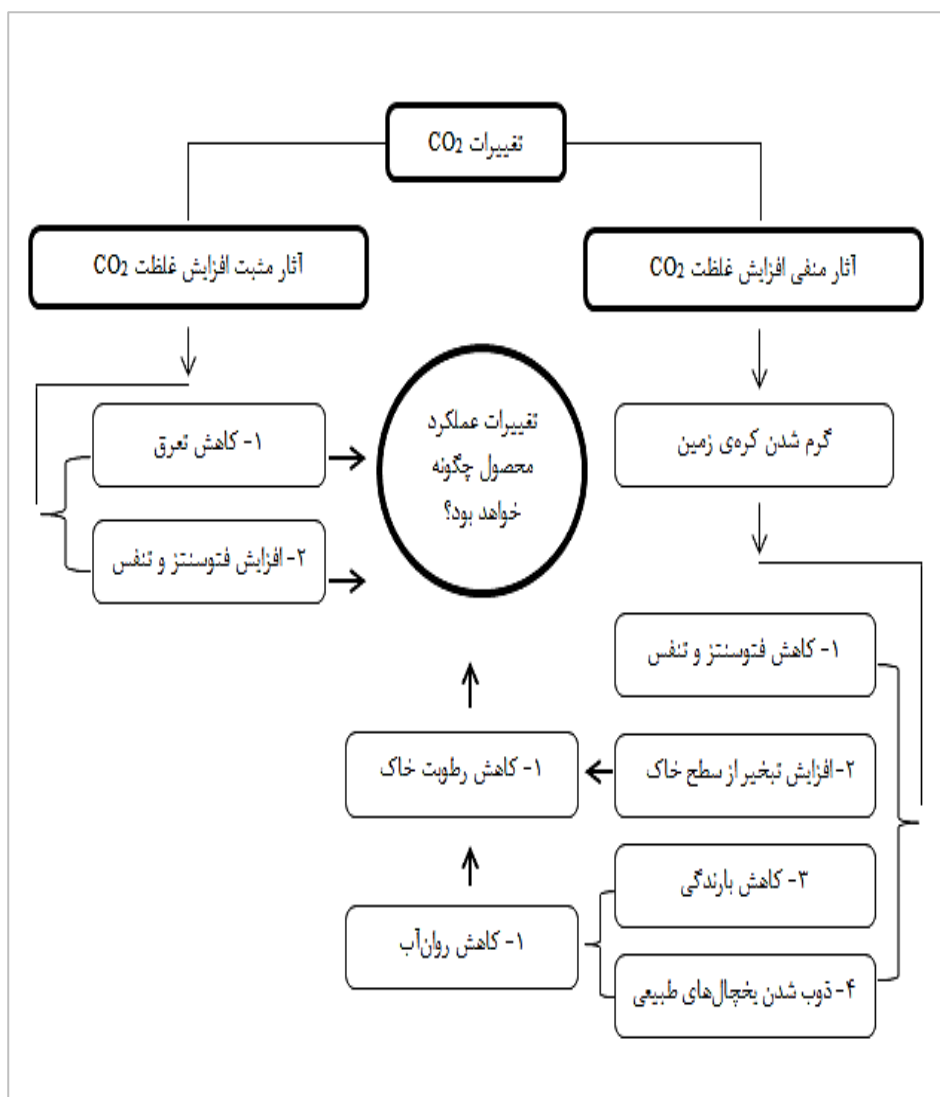 تغییرات CO₂
آثار منفی افزایش غلظت CO₂
آثار مثبت افزایش غلظت CO₂
گرم شدن کره‌ی زمین
تغییرات عملکرد
محصول چگونه
خواهد بود؟
۱- کاهش تعرق
۲- افزایش فتوسنتز و تنفس
۱- کاهش فتوسنتز و تنفس
۲- افزایش تبخیر از سطح خاک
۱- کاهش رطوبت خاک
۳- کاهش بارندگی
۱- کاهش روان‌آب
۴- ذوب شدن یخچال‌های طبیعی